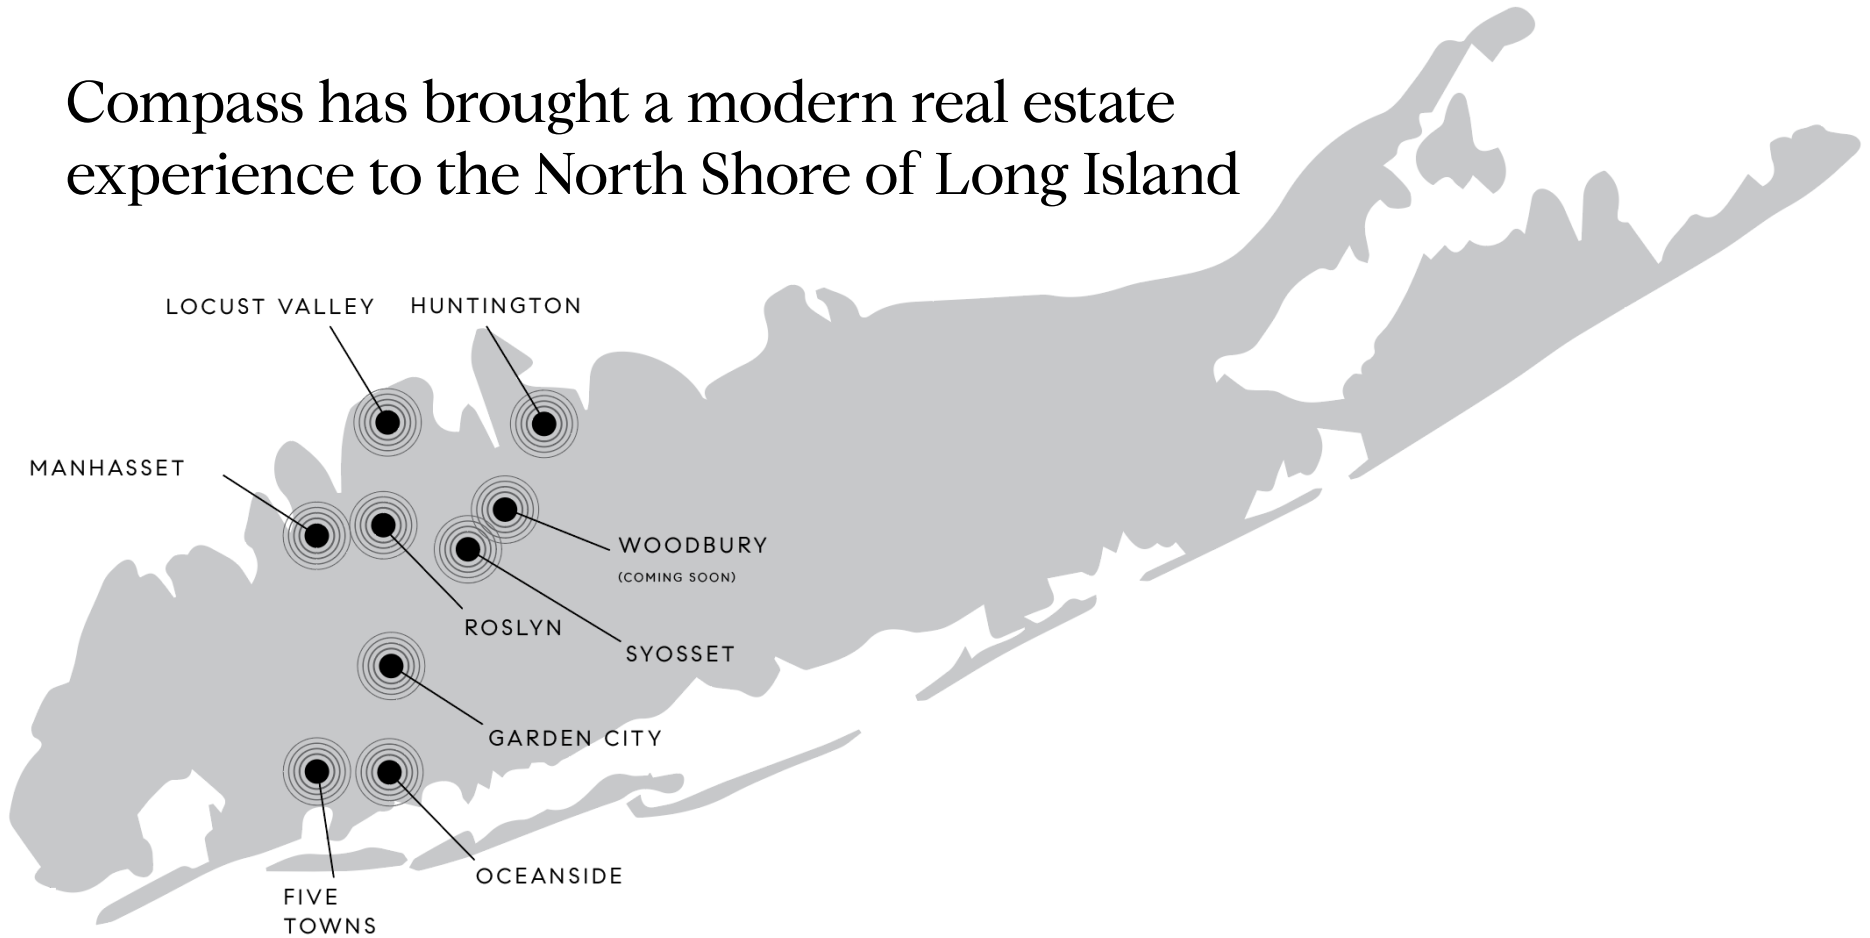 Compass has brought a modern real estate
experience to the North Shore of Long Island
LOCUST VALLEY
HUNTINGTON
MANHASSET
WOODBURY
(COMING SOON)
ROSLYN
SYOSSET
GARDEN CITY
OCEANSIDE
FIVE
TOWNS